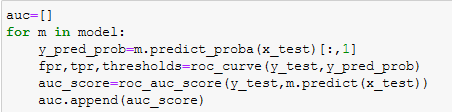 auc=[]
for m in model:
    y_pred_prob=m.predict_proba(x_test)[:,1]
    fpr,tpr,thresholds=roc_curve(y_test,y_pred_prob)
    auc_score=roc_auc_score(y_test,m.predict(x_test))
    auc.append(auc_score)